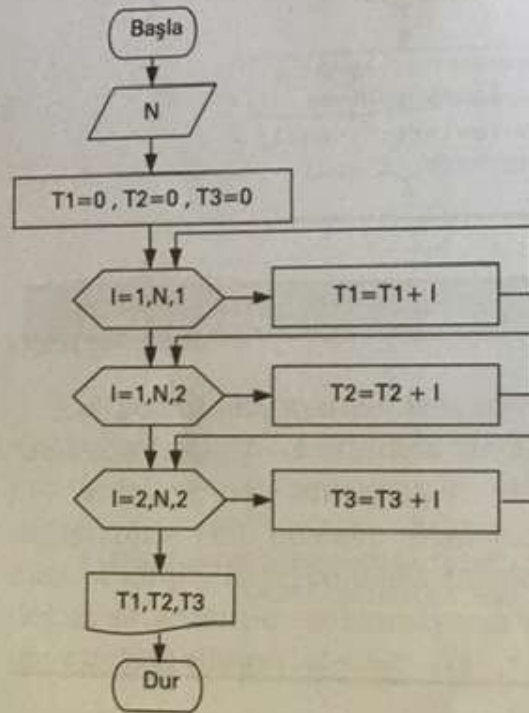 Başla
N
T1=0 , T2=0 , T3=0
I=1,N,1
T1=T1+ I
I=1,N,2
T2=T2 + I
I=2,N,2
T3=T3 + I
T1,T2,T3
Dur